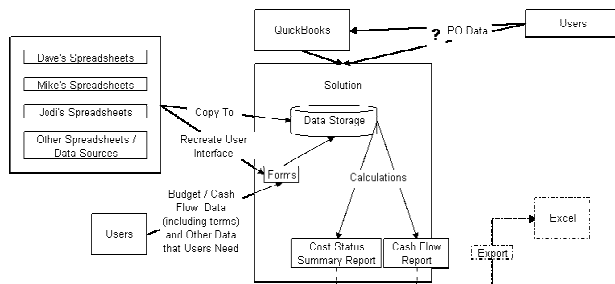 QuickBooks
Users
? PO Data
?
Dave's Spreadsheets
Mike's Spreadsheets
Jodi's Spreadsheets
Other Spreadsheets /
Data Sources
Solution
Copy To
Data Storage
Recreate User
Interface
Forms
Calculations
Budget / Cash
Flow Data
(including terms)
and Other Data
that Users Need
Users
Cost Status
Summary Report
Cash Flow
Report
Export
Excel